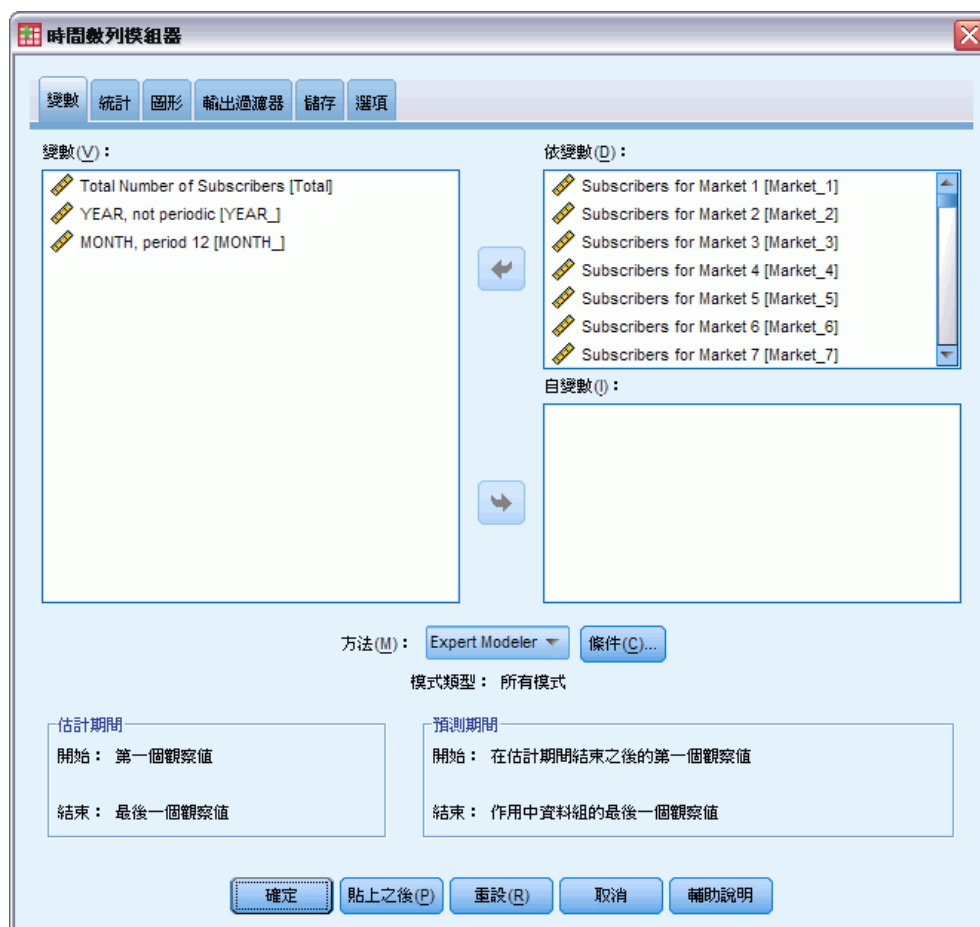 時間數列模組器
變數 統計 圖形 輸出過濾器 儲存 選項
變數(V)：
Total Number of Subscribers [Total]
YEAR, not periodic [YEAR_]
MONTH, period 12 [MONTH_]
依變數(D)：
Subscribers for Market 1 [Market_1]
Subscribers for Market 2 [Market_2]
Subscribers for Market 3 [Market_3]
Subscribers for Market 4 [Market_4]
Subscribers for Market 5 [Market_5]
Subscribers for Market 6 [Market_6]
Subscribers for Market 7 [Market_7]
自變數(I)：
方法(M)： Expert Modeler 條件(C)...
模式類型： 所有模式
估計期間
開始： 第一個觀察值
結束： 最後一個觀察值
預測期間
開始： 在估計期間結束之後的第一個觀察值
結束： 作用中資料組的最後一個觀察值
確定 貼上之後(P) 重設(R) 取消 輔助說明